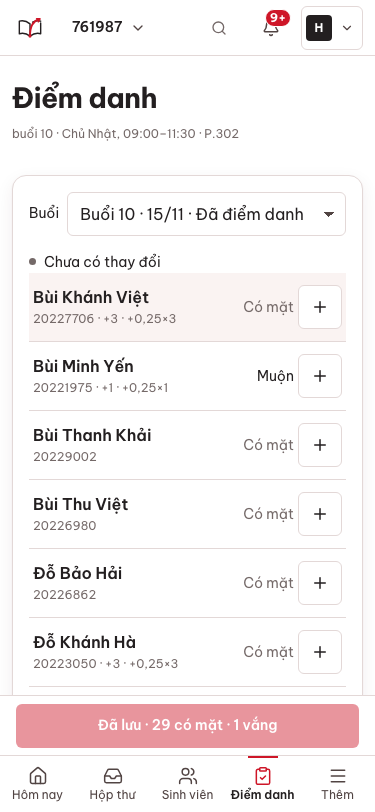 761987
9+
H
Điểm danh
buổi 10 · Chủ Nhật, 09:00–11:30 · P.302
Buổi
Buổi 10 · 15/11 · Đã điểm danh
Chưa có thay đổi
Bùi Khánh Việt
20227706 · +3 · +0,25×3
Có mặt
Bùi Minh Yến
20221975 · +1 · +0,25×1
Muộn
Bùi Thanh Khải
20229002
Có mặt
Bùi Thu Việt
20226980
Có mặt
Đỗ Bảo Hải
20226862
Có mặt
Đỗ Khánh Hà
20223050 · +3 · +0,25×3
Có mặt
Đã lưu · 29 có mặt · 1 vắng
Hôm nay
Hộp thư
Sinh viên
Điểm danh
Thêm